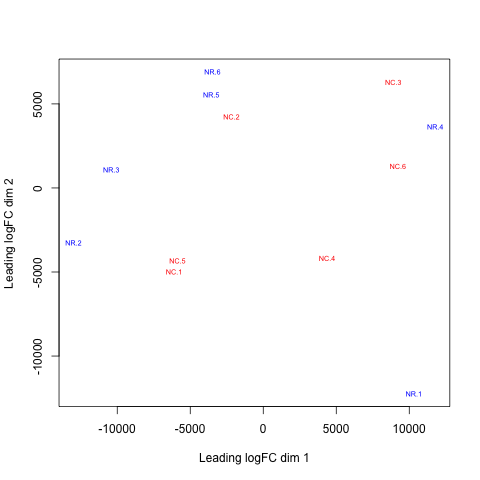 NR.6
NC.3
NR.5
NC.2
NR.4
NC.6
NR.3
NR.2
NC.5
NC.4
NC.1
NR.1
5000
0
-5000
-10000
Leading logFC dim 2
-10000 -5000 0 5000 10000
Leading logFC dim 1